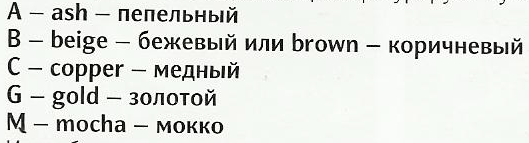 A – ash – пепельный
B – beige – бежевый или brown – коричневый
C – copper – медный
G – gold – золотой
M – mocha – мокко